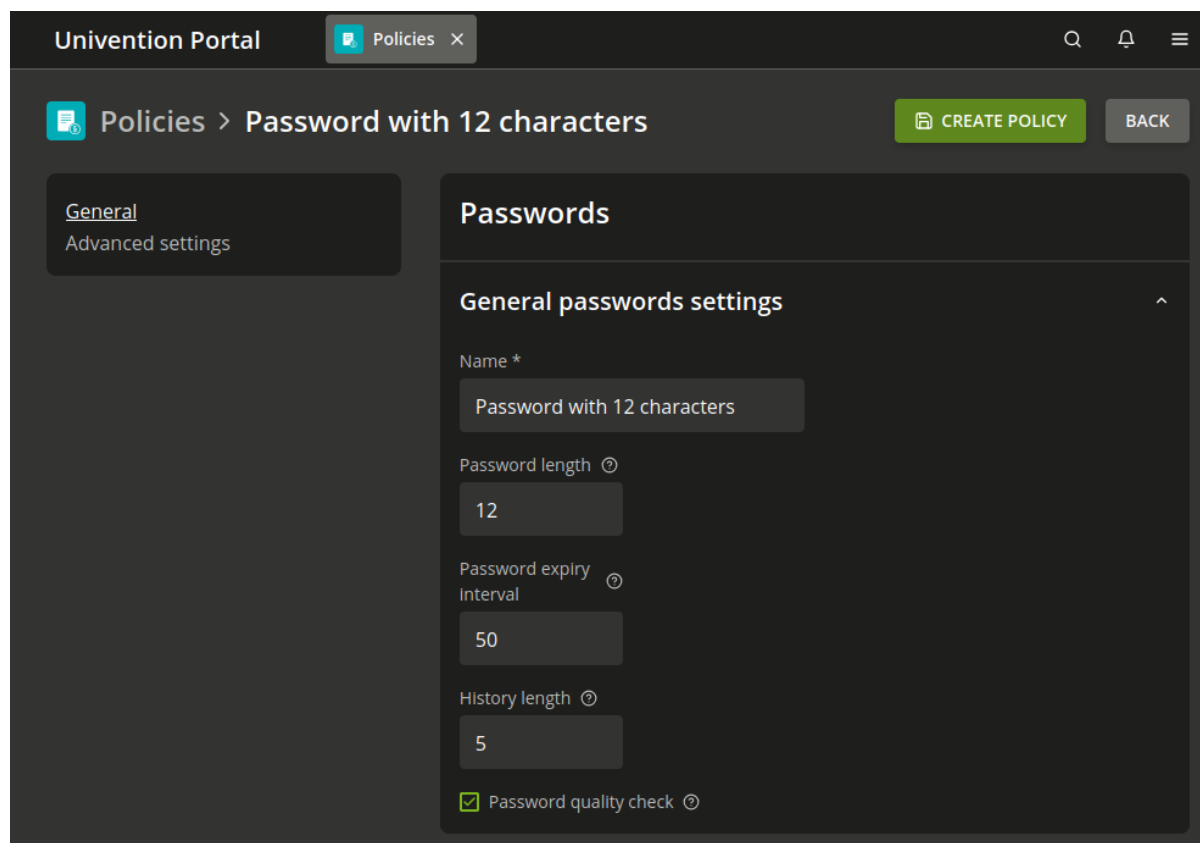 Univention Portal
Policies
Policies > Password with 12 characters
CREATE POLICY
BACK
General
Advanced settings
Passwords
General passwords settings
Name *
Password with 12 characters
Password length
12
Password expiry
interval
50
History length
5
Password quality check